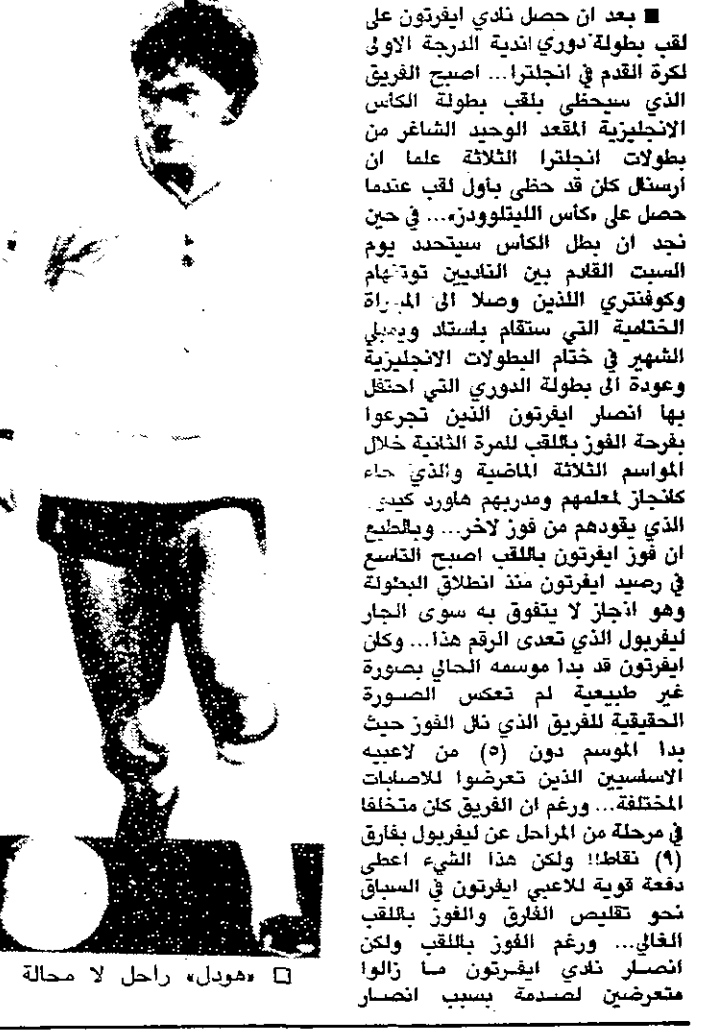 ■ بعد ان حصل نادي ايفرتون على
لقب بطولة دوري اندية الدرجة الاولى
لكرة القدم في انجلترا... اصبح الفريق
الذي سيحظى بلقب بطولة الكأس
الانجليزية المقعد الوحيد الشاغر من
بطولات انجلترا الثلاثة علما ان
أرسنال كان قد حظي بأول لقب عندما
حصل على «كأس الليتلوودز»... في حين
نجد ان بطل الكأس سيتحدد يوم
السبت القادم بين الناديين توتنهام
وكوفنتري اللذين وصلا الى المباراة
الختامية التي ستقام باستاد ويمبلي
الشهير في ختام البطولات الانجليزية
وعودة الى بطولة الدوري التي احتفل
بها انصار ايفرتون الذين تجرعوا
بفرحة الفوز باللقب للمرة الثانية خلال
المواسم الثلاثة الماضية والذي جاء
كانجاز لمعلمهم ومدربهم هاورد كيندل
الذي يقودهم من فوز لاخر... وبالطبع
ان فوز ايفرتون باللقب اصبح التاسع
في رصيد ايفرتون منذ انطلاق البطولة
وهو انجاز لا يتفوق به سوى الجار
ليفربول الذي تعدى الرقم هذا... وكان
ايفرتون قد بدا موسمه الحالي بصورة
غير طبيعية لم تعكس الصورة
الحقيقية للفريق الذي نال الفوز حيث
بدا الموسم دون (٥) من لاعبيه
الاساسيين الذين تعرضوا للاصابات
المختلفة... ورغم ان الفريق كان متخلفا
في مرحلة من المراحل عن ليفربول بفارق
(٩) نقاط!! ولكن هذا الشيء اعطى
دفعة قوية للاعبي ايفرتون في السباق
نحو تقليص الفارق والفوز باللقب
الغالي... ورغم الفوز باللقب ولكن
انصار نادي ايفرتون ما زالوا
متعرضين لصدمة بسبب انصار
□ «هودل» راحل لا محالة